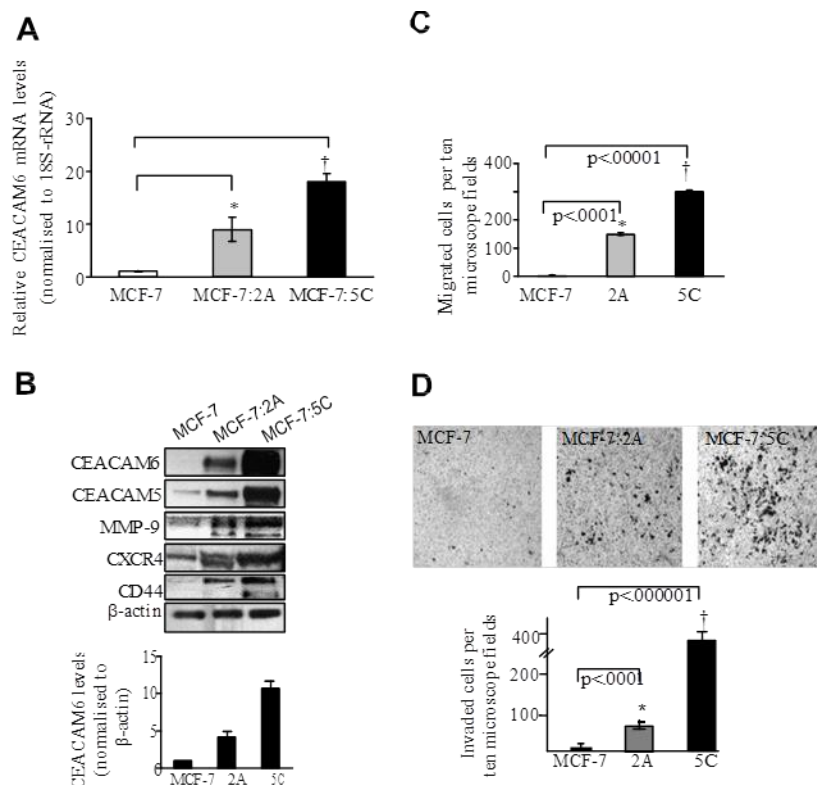 A
Relative CEACAM6 mRNA levels
(normalised to 18S-rRNA)
30
20
10
0
*
†
MCF-7
MCF-7:2A
MCF-7:5C
B
MCF-7
MCF-7:2A
MCF-7:5C
CEACAM6
CEACAM5
MMP-9
CXCR4
CD44
β-actin
CEACAM6 levels
(normalised to
β-actin)
15
10
5
0
MCF-7
2A
5C
C
Migrated cells per ten
microscope fields
400
300
200
100
0
p<.00001
p<.0001
*
†
MCF-7
2A
5C
D
MCF-7
MCF-7:2A
MCF-7:5C
Invaded cells per
ten microscope fields
400
200
100
p<.000001
p<.0001
*
†
MCF-7
2A
5C